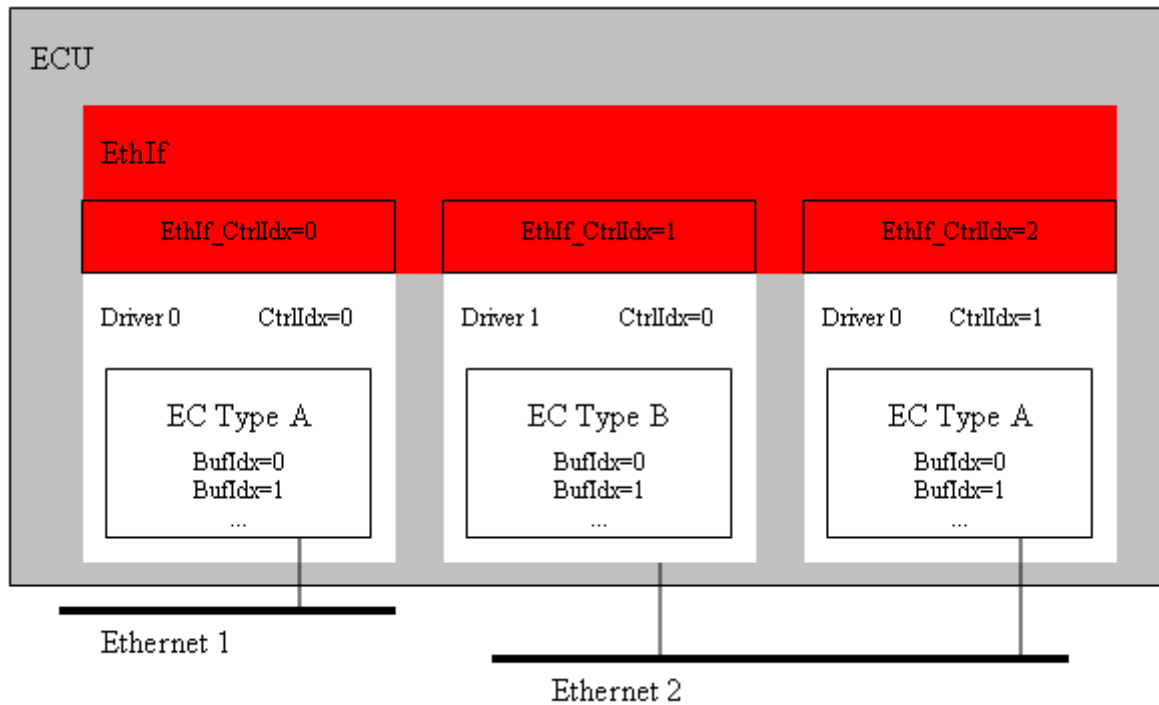 ECU
EthIf
EthIf_CtrlIdx=0
EthIf_CtrlIdx=1
EthIf_CtrlIdx=2
Driver 0 CtrlIdx=0
Driver 1 CtrlIdx=0
Driver 0 CtrlIdx=1
EC Type A
BufIdx=0
BufIdx=1
...
EC Type B
BufIdx=0
BufIdx=1
...
EC Type A
BufIdx=0
BufIdx=1
...
Ethernet 1
Ethernet 2